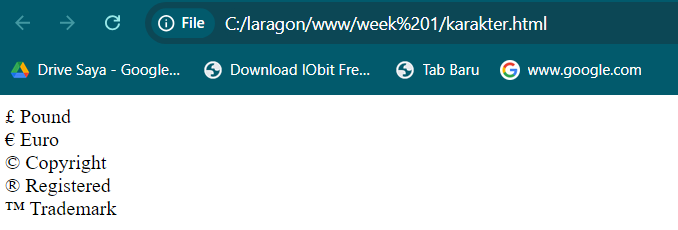 File C:/laragon/www/week%201/karakter.html
Drive Saya - Google... Download IObit Fre... Tab Baru www.google.com
£ Pound
€ Euro
© Copyright
® Registered
™ Trademark